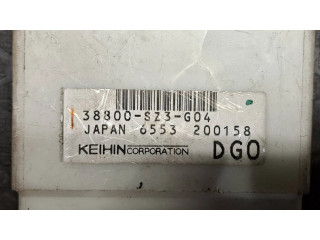 38800-SZ3-G04
JAPAN 6553 200158
KEIHIN CORPORATION DGO